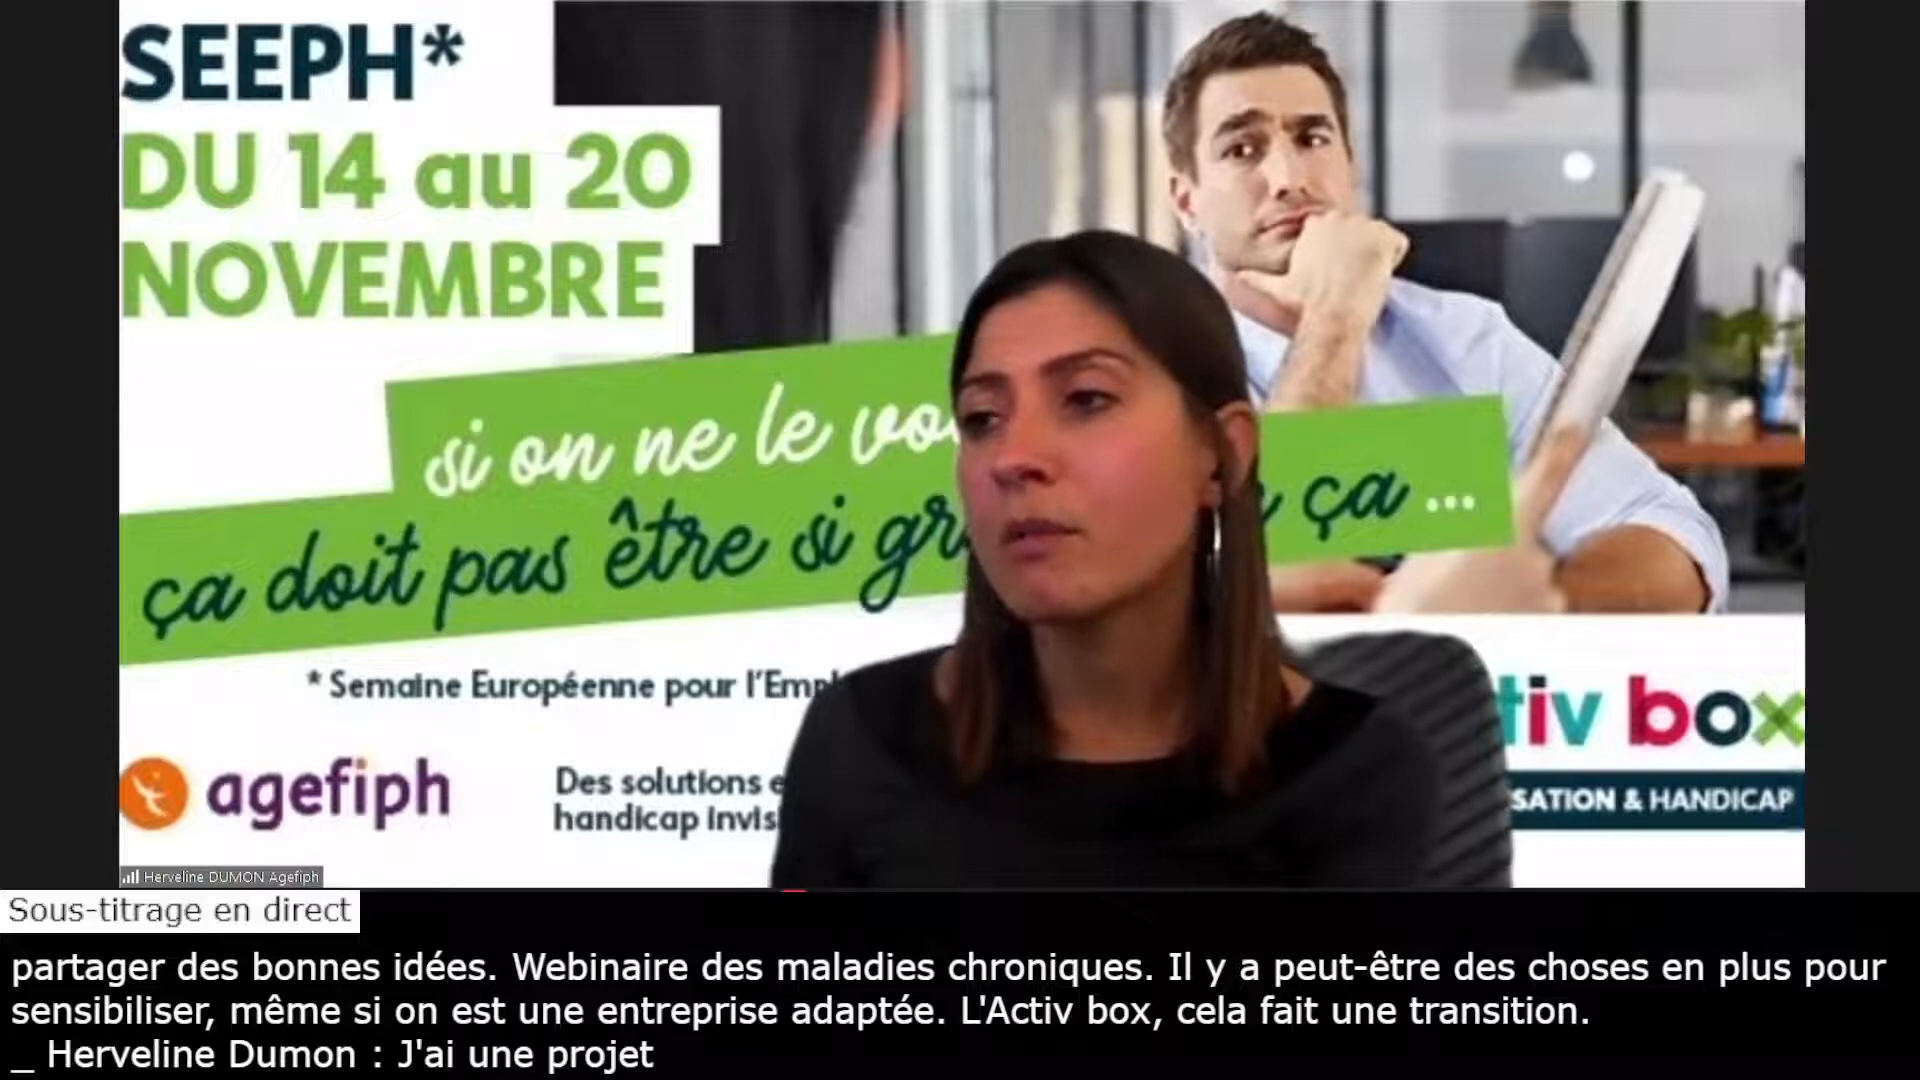 SEEPH*
DU 14 au 20
NOVEMBRE
si on ne le
ça doit pas être si ça ...
* Semaine Européenne pour l'Empl
agefiph
Des solutions e
handicap invis
tiv box
SATION & HANDICAP
Herveline DUMON Agefiph
Sous-titrage en direct
partager des bonnes idées. Webinaire des maladies chroniques. Il y a peut-être des choses en plus pour
sensibiliser, même si on est une entreprise adaptée. L'Activ box, cela fait une transition.
_ Herveline Dumon : J'ai une projet